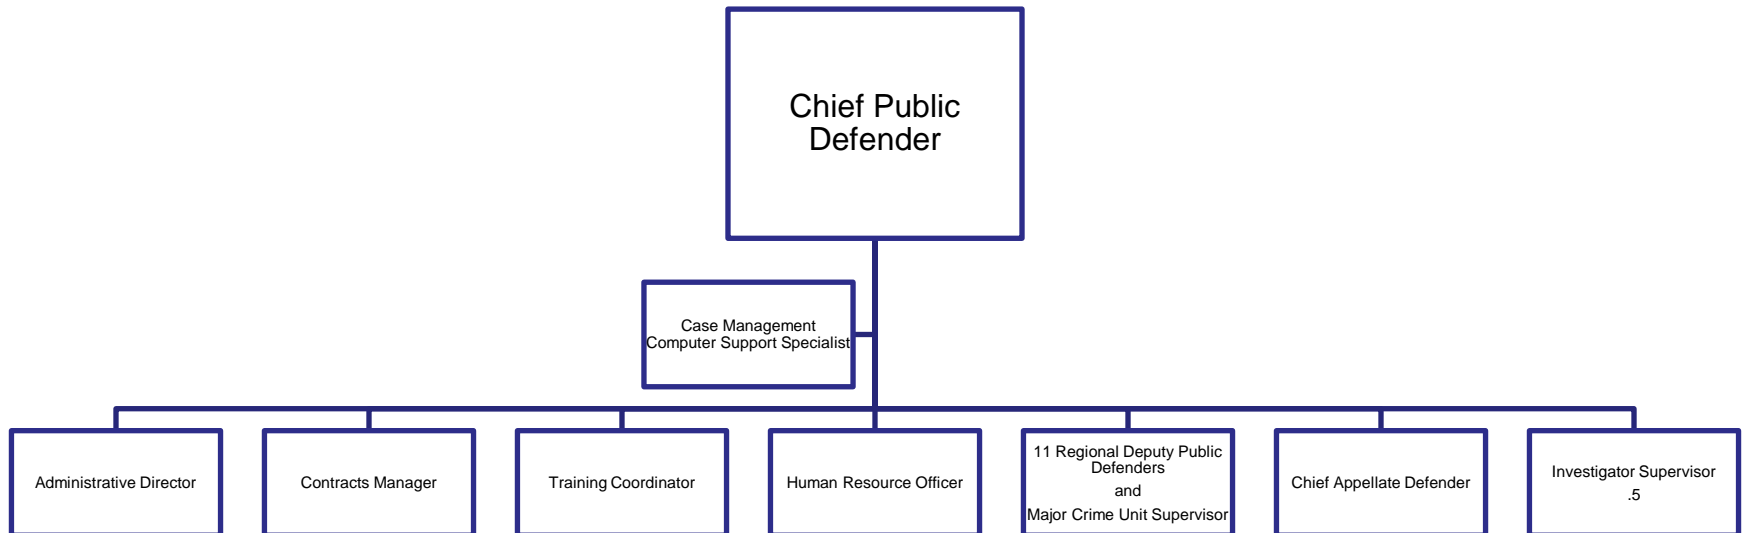 Chief Public
Defender
Case Management
Computer Support Specialist
Administrative Director
Contracts Manager
Training Coordinator
Human Resource Officer
11 Regional Deputy Public
Defenders
and
Major Crime Unit Supervisor
Chief Appellate Defender
Investigator Supervisor
.5